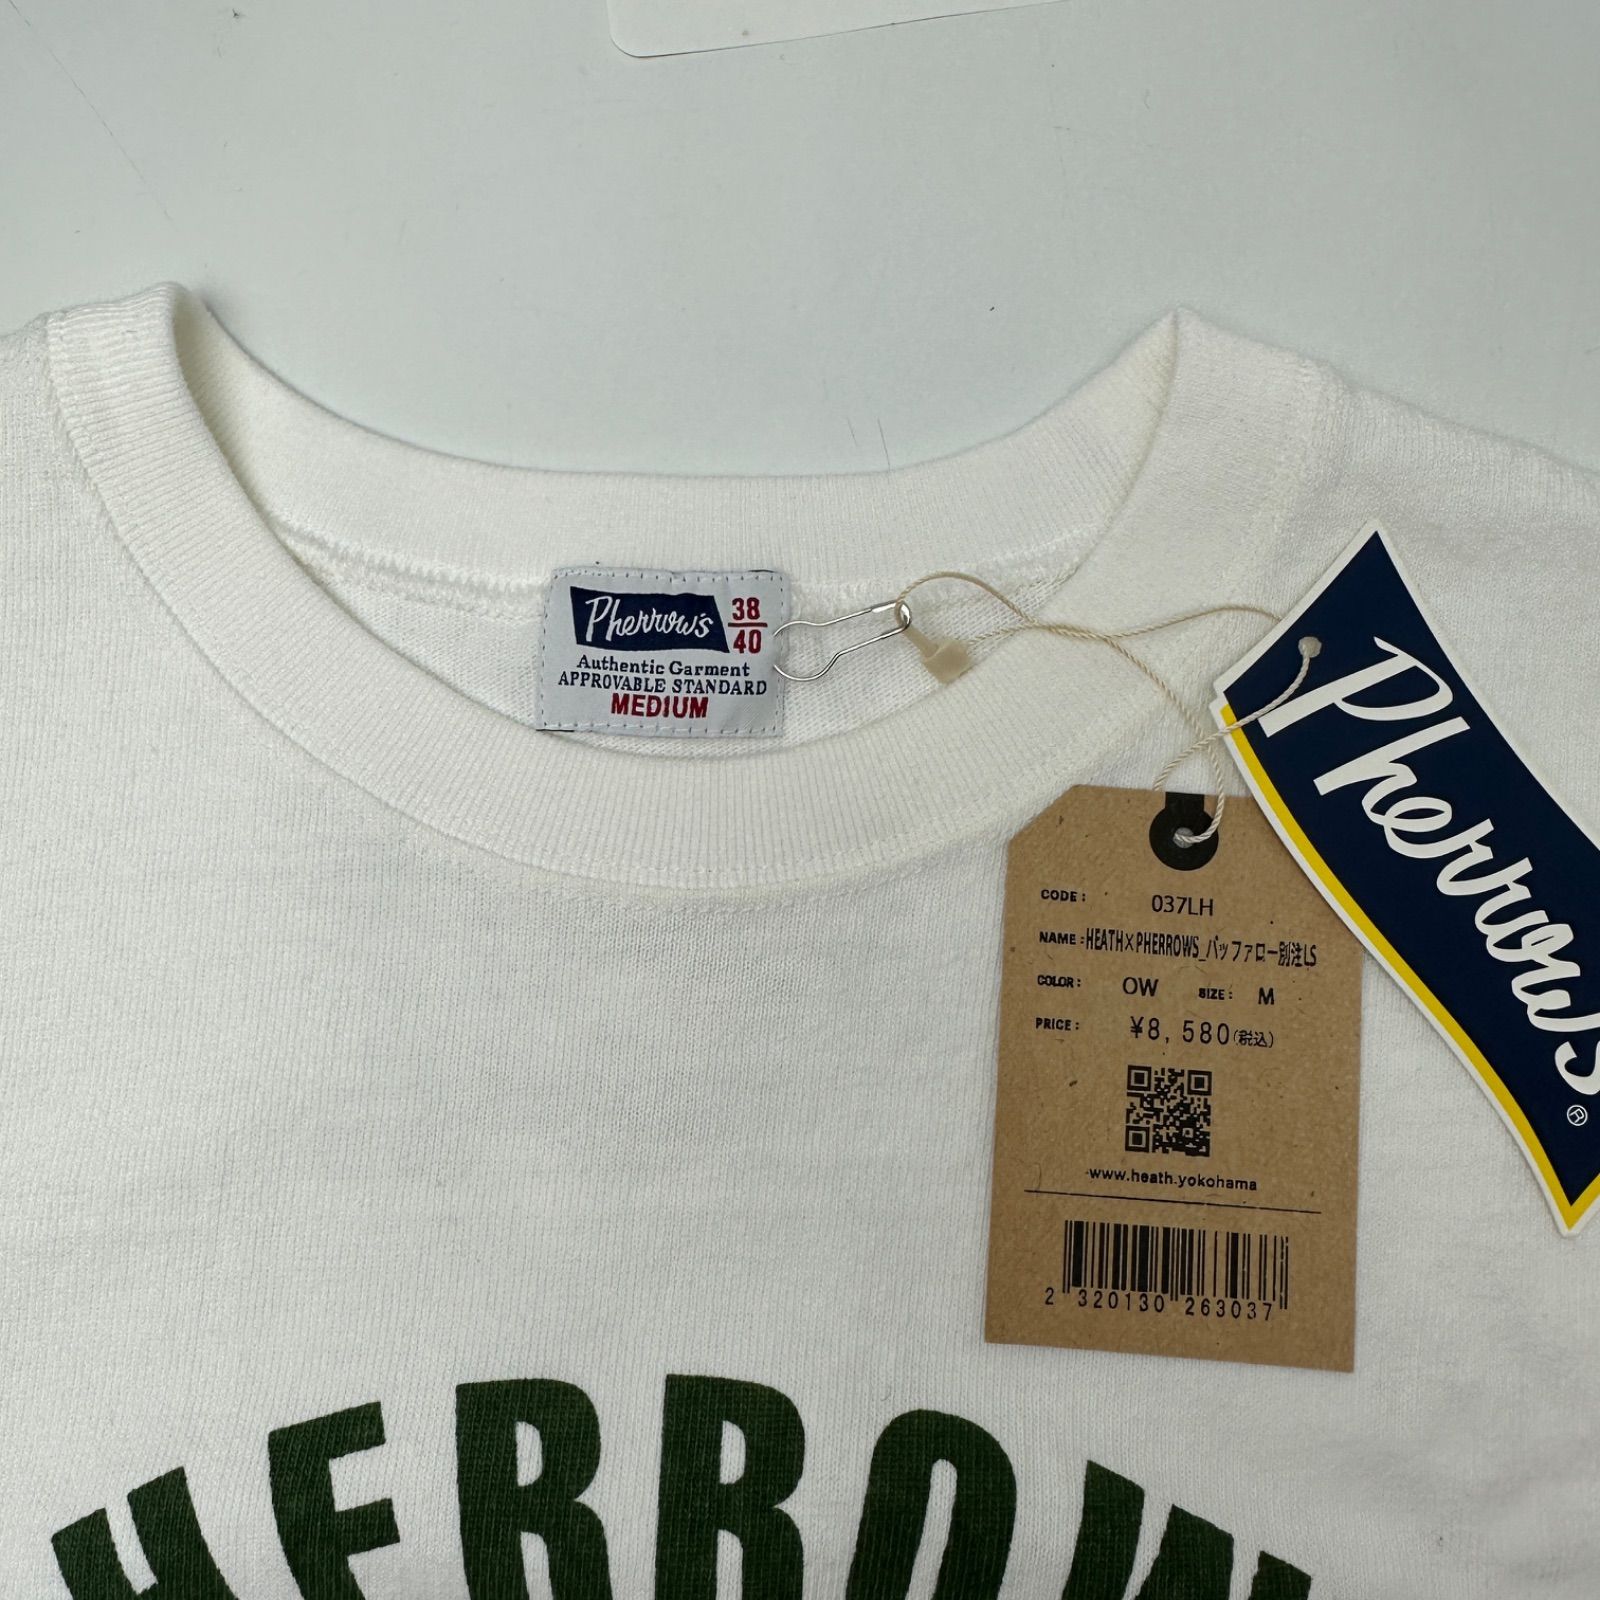 Pherrow's
38
40
Authentic Garment
APPROVABLE STANDARD
MEDIUM
Pherrow's
®
CODE: 037LH
NAME:HEATH×PHERROWS_バッファロー別注LS
COLOR: OW SIZE: M
PRICE: ¥8,580(税込)
www.heath.yokohama
2 320130 263037
HERROW